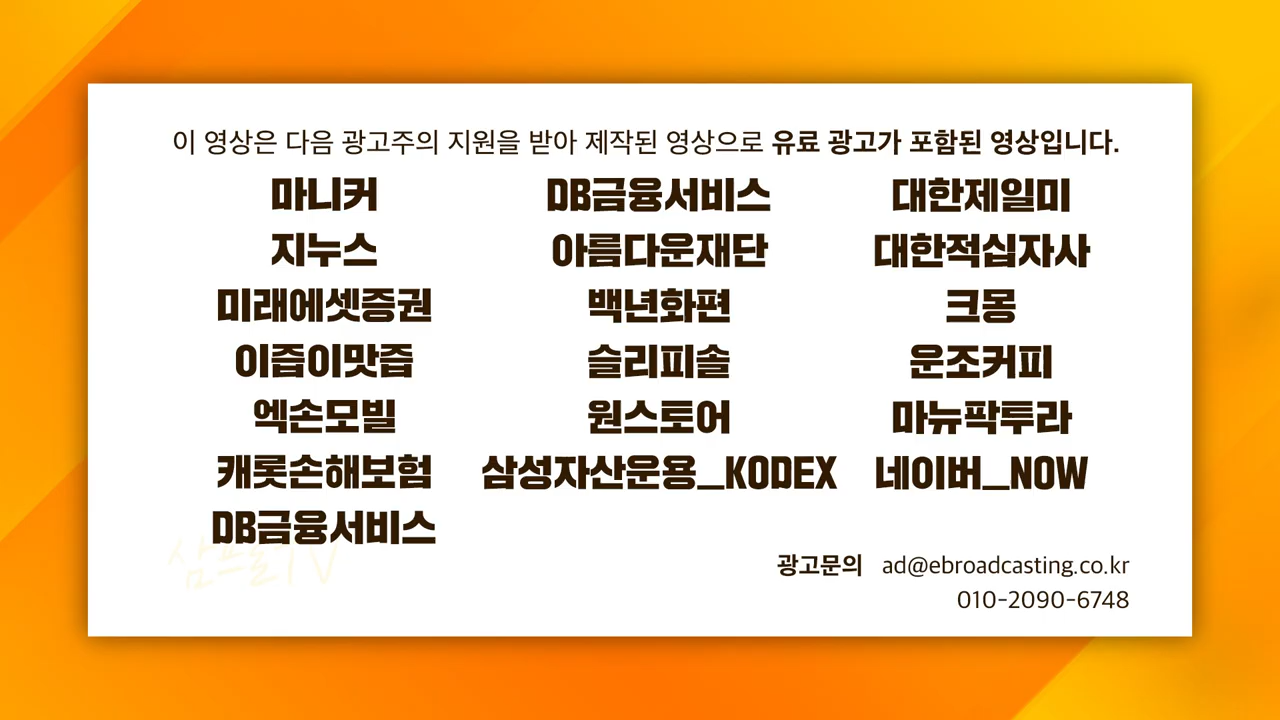 이 영상은 다음 광고주의 지원을 받아 제작된 영상으로 유료 광고가 포함된 영상입니다.
마니커 DB금융서비스 대한제일미
지누스 아름다운재단 대한적십자사
미래에셋증권 백년화편 크몽
이즙이맛즙 슬리피솔 운조커피
엑손모빌 원스토어 마뉴팍투라
캐롯손해보험 삼성자산운용_KODEX 네이버_NOW
DB금융서비스
삼프로TV
광고문의 ad@ebroadcasting.co.kr
010-2090-6748